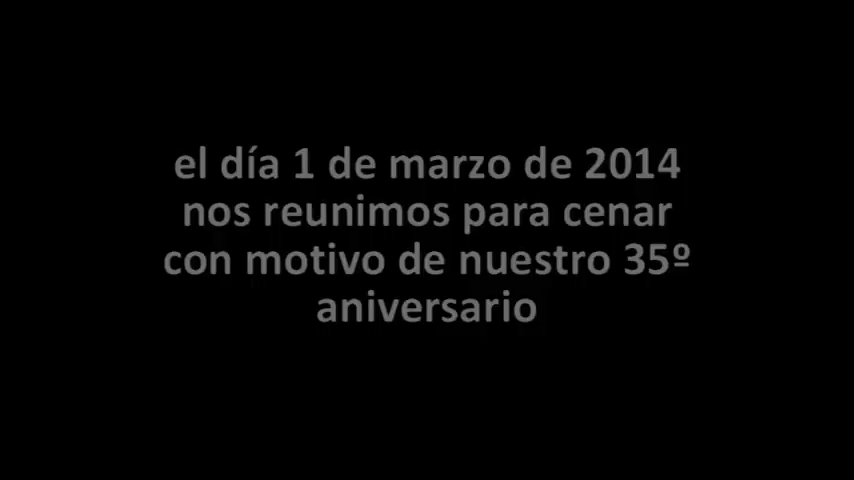 el día 1 de marzo de 2014
nos reunimos para cenar
con motivo de nuestro 35º
aniversario